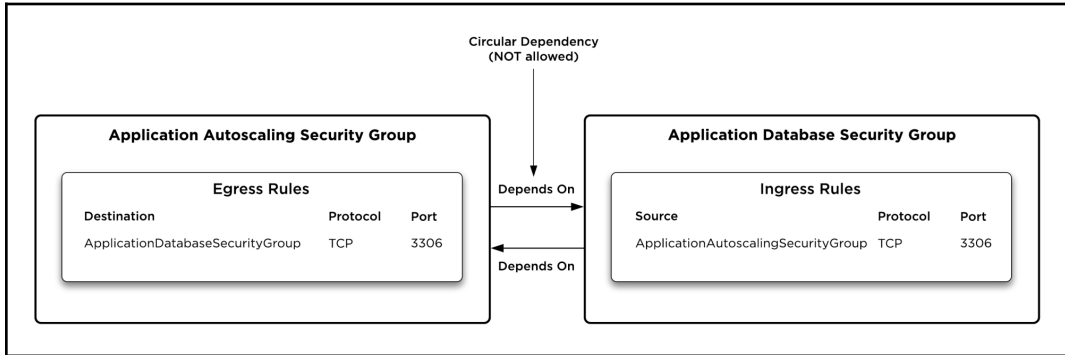 Circular Dependency
(NOT allowed)
Application Autoscaling Security Group
Egress Rules
Destination Protocol Port
ApplicationDatabaseSecurityGroup TCP 3306
Depends On
Depends On
Application Database Security Group
Ingress Rules
Source Protocol Port
ApplicationAutoscalingSecurityGroup TCP 3306